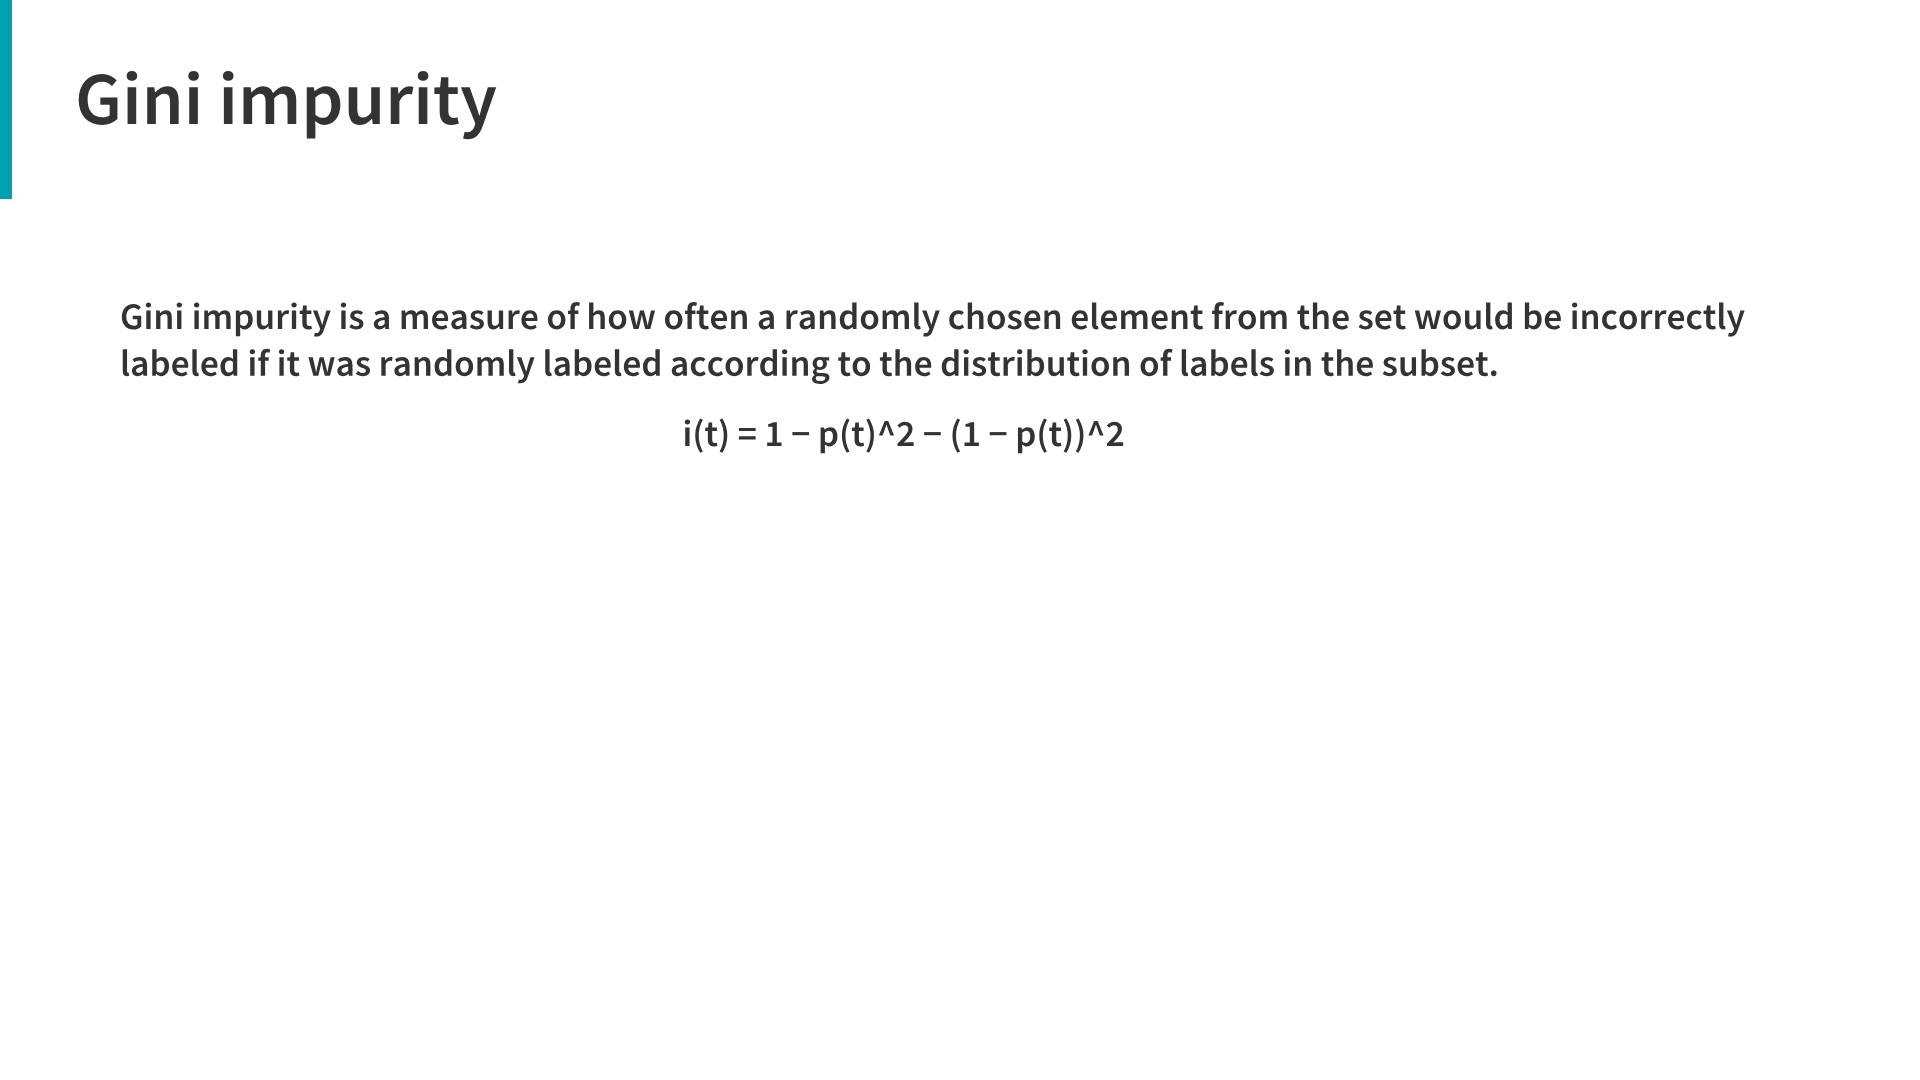 Gini impurity
Gini impurity is a measure of how often a randomly chosen element from the set would be incorrectly
labeled if it was randomly labeled according to the distribution of labels in the subset.
i(t) = 1 − p(t)^2 − (1 − p(t))^2